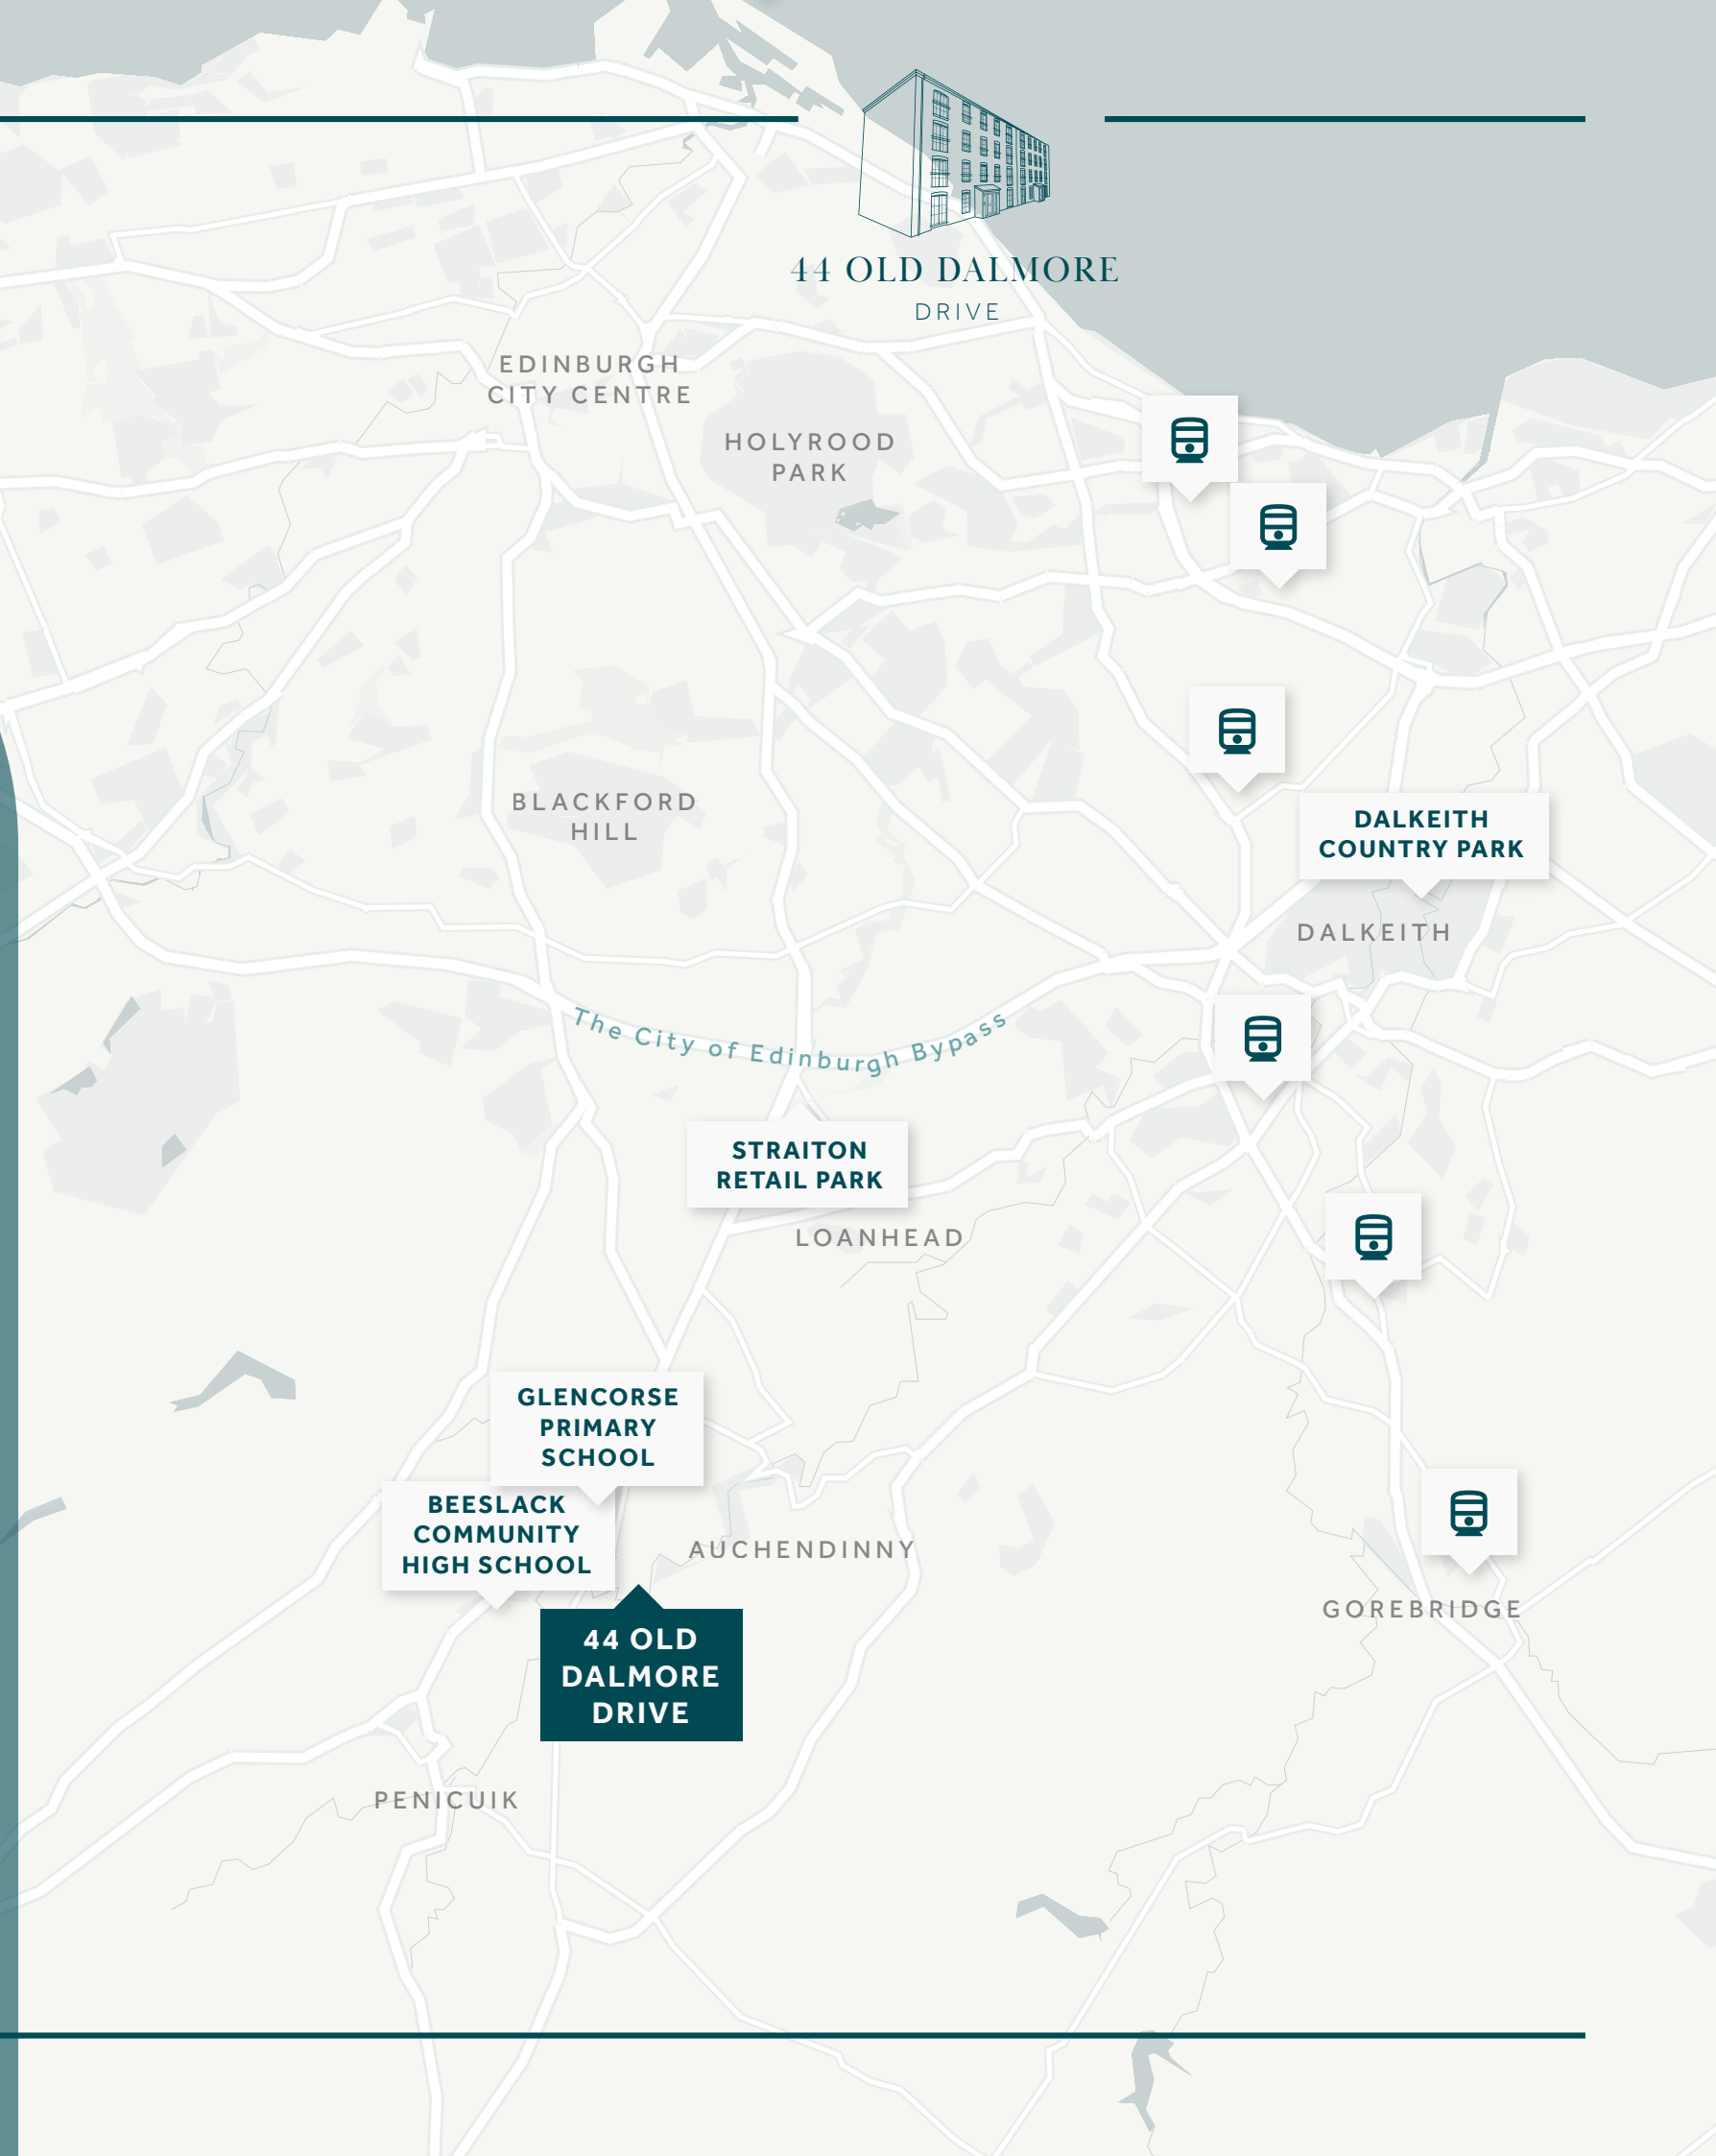 44 OLD DALMORE
DRIVE
EDINBURGH
CITY CENTRE
HOLYROOD
PARK
BLACKFORD
HILL
DALKEITH
COUNTRY PARK
DALKEITH
The City of Edinburgh Bypass
STRAITON
RETAIL PARK
LOANHEAD
GLENCORSE
PRIMARY
SCHOOL
BEESLACK
COMMUNITY
HIGH SCHOOL
AUCHENDINNY
GOREBRIDGE
44 OLD
DALMORE
DRIVE
PENICUIK